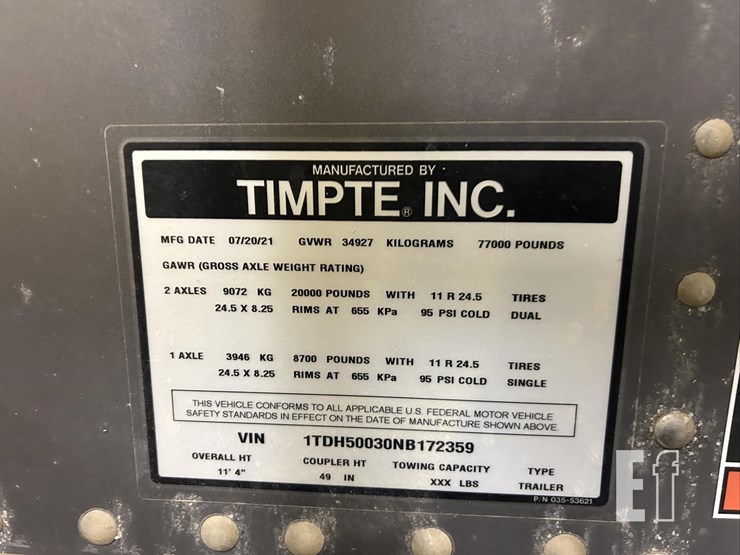 MANUFACTURED BY
TIMPTE® INC.
MFG DATE 07/20/21 GVWR 34927 KILOGRAMS 77000 POUNDS
GAWR (GROSS AXLE WEIGHT RATING)
2 AXLES 9072 KG 20000 POUNDS WITH 11 R 24.5 TIRES
24.5 X 8.25 RIMS AT 655 KPa 95 PSI COLD DUAL
1 AXLE 3946 KG 8700 POUNDS WITH 11 R 24.5 TIRES
24.5 X 8.25 RIMS AT 655 KPa 95 PSI COLD SINGLE
THIS VEHICLE CONFORMS TO ALL APPLICABLE U.S. FEDERAL MOTOR VEHICLE
SAFETY STANDARDS IN EFFECT ON THE DATE OF MANUFACTURE SHOWN ABOVE.
VIN 1TDH50030NB172359
OVERALL HT COUPLER HT TOWING CAPACITY TYPE
11' 4" 49 IN XXX LBS TRAILER
P/N 035-53621
Ef